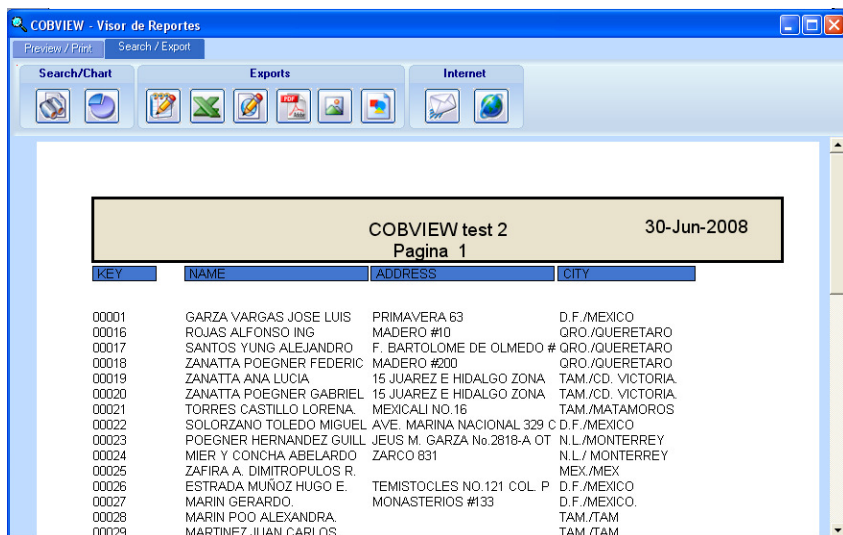 COBVIEW - Visor de Reportes
Preview / Print Search / Export
Search/Chart Exports Internet
PDF
COBVIEW test 2 30-Jun-2008
Pagina 1
KEY NAME ADDRESS CITY
00001 GARZA VARGAS JOSE LUIS PRIMAVERA 63 D.F./MEXICO
00016 ROJAS ALFONSO ING MADERO #10 QRO./QUERETARO
00017 SANTOS YUNG ALEJANDRO F. BARTOLOME DE OLMEDO # QRO./QUERETARO
00018 ZANATTA POEGNER FEDERIC MADERO #200 QRO./QUERETARO
00019 ZANATTA ANA LUCIA 15 JUAREZ E HIDALGO ZONA TAM./CD. VICTORIA.
00020 ZANATTA POEGNER GABRIEL 15 JUAREZ E HIDALGO ZONA TAM./CD. VICTORIA.
00021 TORRES CASTILLO LORENA. MEXICALI NO.16 TAM./MATAMOROS
00022 SOLORZANO TOLEDO MIGUEL AVE. MARINA NACIONAL 329 C D.F./MEXICO
00023 POEGNER HERNANDEZ GUILL JEUS M. GARZA No.2818-A OT N.L./MONTERREY
00024 MIER Y CONCHA ABELARDO ZARCO 831 N.L./ MONTERREY
00025 ZAFIRA A. DIMITROPULOS R. MEX./MEX
00026 ESTRADA MUÑOZ HUGO E. TEMISTOCLES NO.121 COL. P D.F./MEXICO
00027 MARIN GERARDO. MONASTERIOS #133 D.F./MEXICO.
00028 MARIN POO ALEXANDRA. TAM./TAM
00029 MARTINEZ JUAN CARLOS TAM./TAM